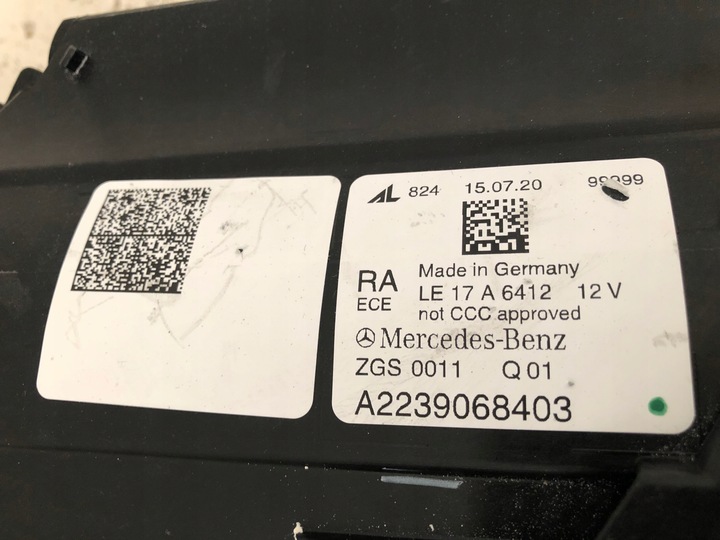 AL 824 15.07.20 99999
RA Made in Germany
ECE LE 17 A 6412 12 V
not CCC approved
Mercedes-Benz
ZGS 0011 Q 01
A2239068403